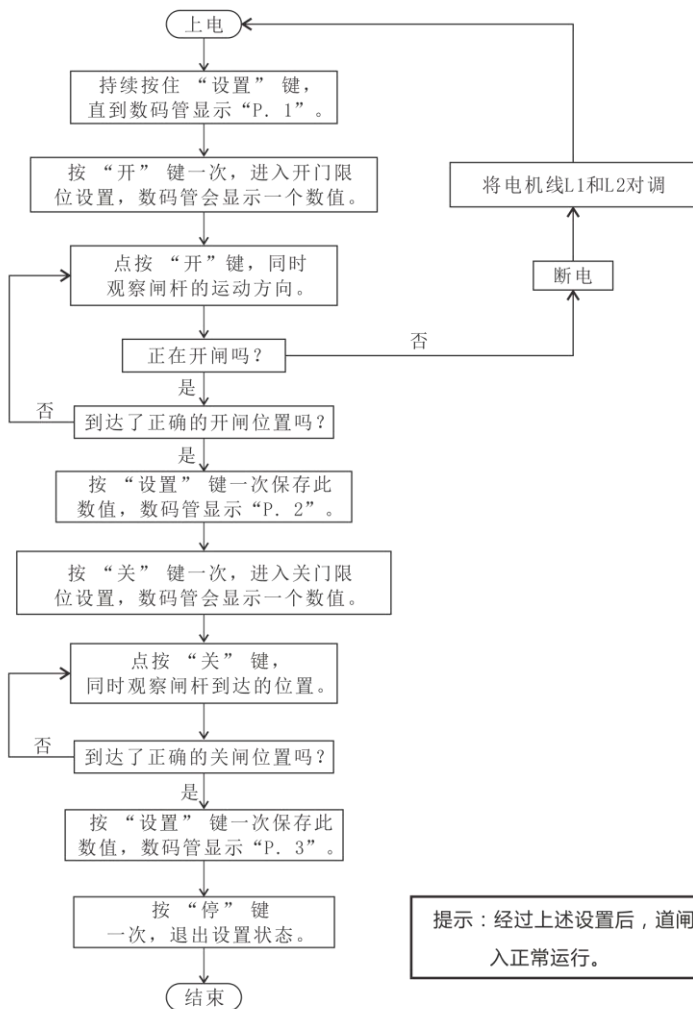 上电
持续按住 “设置” 键，
直到数码管显示“P. 1”。
按 “开” 键一次，进入开门限
位设置，数码管会显示一个数值。
将电机线L1和L2对调
点按 “开”键，同时
观察闸杆的运动方向。
断电
正在开闸吗？
否
是
否
到达了正确的开闸位置吗？
是
按 “设置” 键一次保存此
数值，数码管显示“P. 2”。
按 “关” 键一次，进入关门限
位设置，数码管会显示一个数值。
点按 “关” 键，
同时观察闸杆到达的位置。
否
到达了正确的关闸位置吗？
是
按 “设置” 键一次保存此
数值，数码管显示“P. 3”。
按 “停” 键
一次，退出设置状态。
提示：经过上述设置后，道闸
入正常运行。
结束